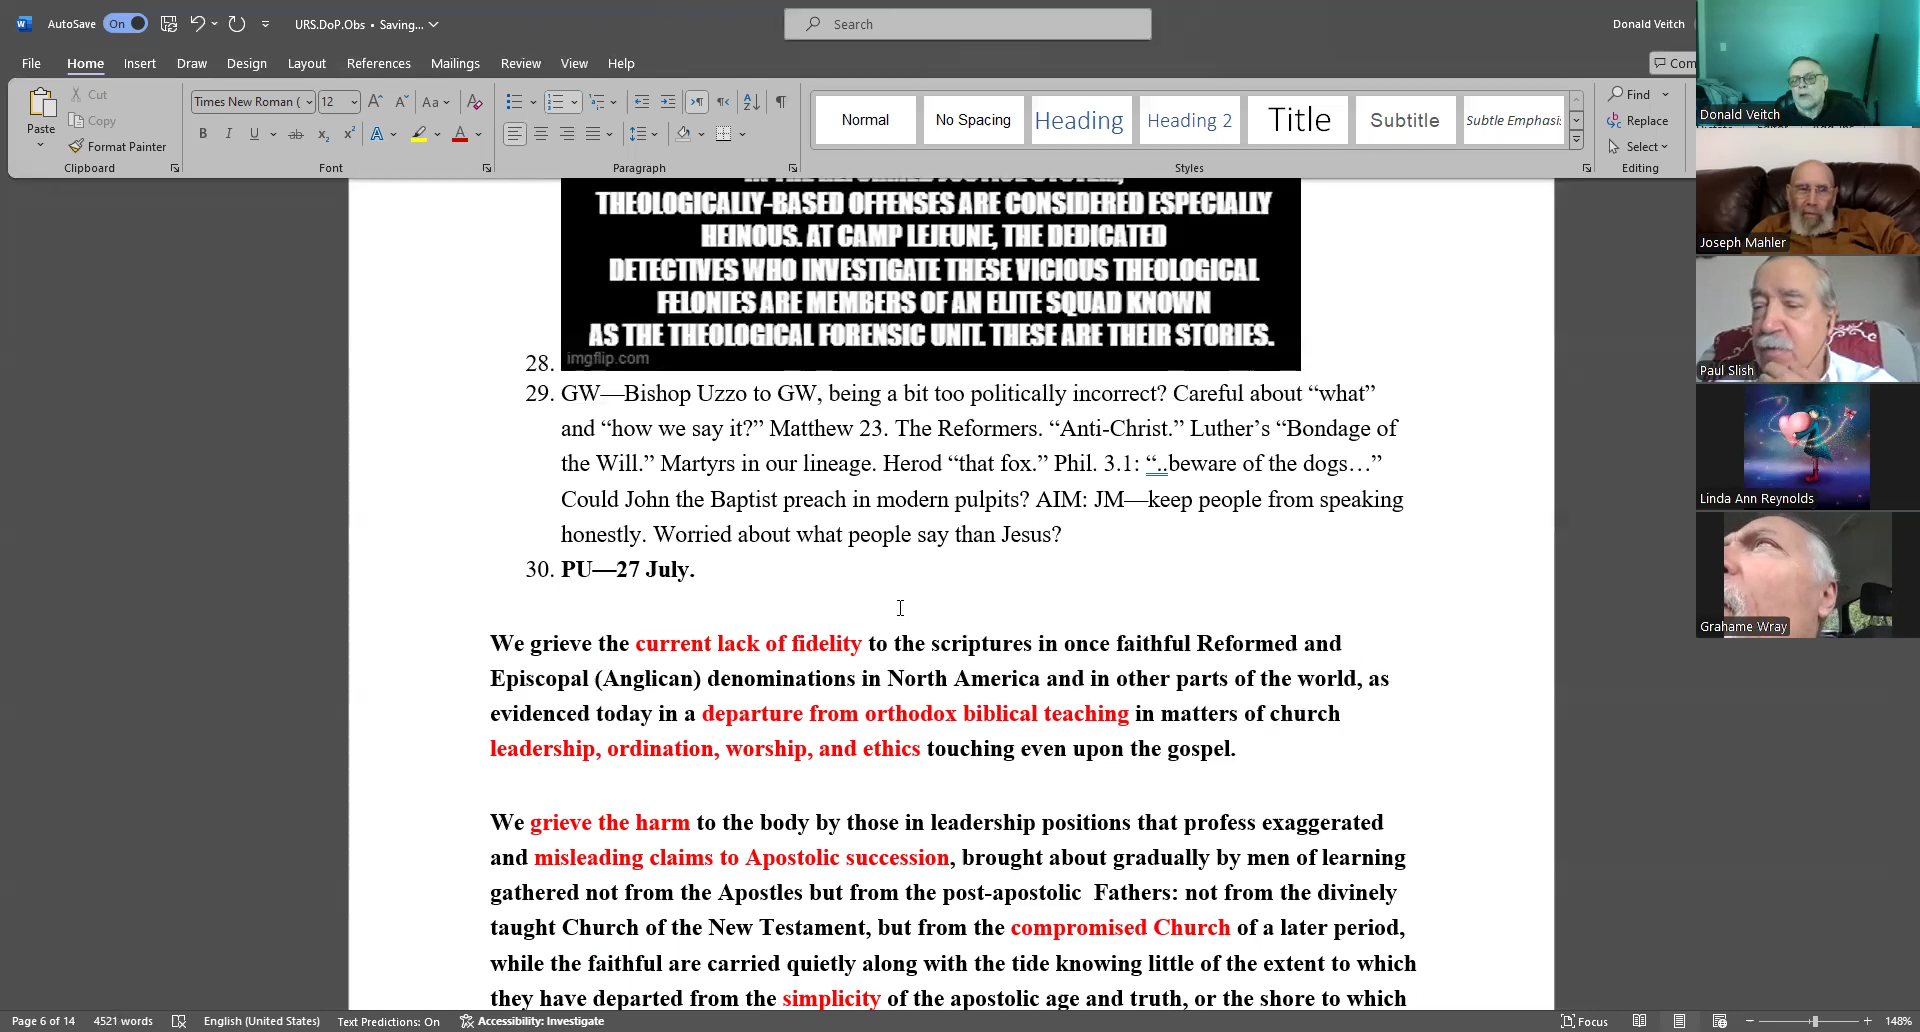 AutoSave On URS.DoP.Obs • Saving... Search Donald Veitch
File Home Insert Draw Design Layout References Mailings Review View Help Com
Paste
Cut
Copy
Format Painter
Clipboard
Times New Roman ( 12 Aa
B I U ab x₂ x² A A
Font
Paragraph
Normal No Spacing Heading Heading 2 Title Subtitle Subtle Emphasi
Styles
Find
Replace
Select
Editing
THEOLOGICALLY-BASED OFFENSES ARE CONSIDERED ESPECIALLY
HEINOUS. AT CAMP LEJEUNE, THE DEDICATED
DETECTIVES WHO INVESTIGATE THESE VICIOUS THEOLOGICAL
FELONIES ARE MEMBERS OF AN ELITE SQUAD KNOWN
AS THE THEOLOGICAL FORENSIC UNIT. THESE ARE THEIR STORIES.
28. imgflip.com
29. GW—Bishop Uzzo to GW, being a bit too politically incorrect? Careful about “what”
and “how we say it?” Matthew 23. The Reformers. “Anti-Christ.” Luther’s “Bondage of
the Will.” Martyrs in our lineage. Herod “that fox.” Phil. 3.1: “..beware of the dogs…”
Could John the Baptist preach in modern pulpits? AIM: JM—keep people from speaking
honestly. Worried about what people say than Jesus?
30. PU—27 July.
We grieve the current lack of fidelity to the scriptures in once faithful Reformed and
Episcopal (Anglican) denominations in North America and in other parts of the world, as
evidenced today in a departure from orthodox biblical teaching in matters of church
leadership, ordination, worship, and ethics touching even upon the gospel.
We grieve the harm to the body by those in leadership positions that profess exaggerated
and misleading claims to Apostolic succession, brought about gradually by men of learning
gathered not from the Apostles but from the post-apostolic Fathers: not from the divinely
taught Church of the New Testament, but from the compromised Church of a later period,
while the faithful are carried quietly along with the tide knowing little of the extent to which
they have departed from the simplicity of the apostolic age and truth, or the shore to which
Donald Veitch
Joseph Mahler
Paul Slish
Linda Ann Reynolds
Grahame Wray
Page 6 of 14 4521 words English (United States) Text Predictions: On Accessibility: Investigate Focus 148%